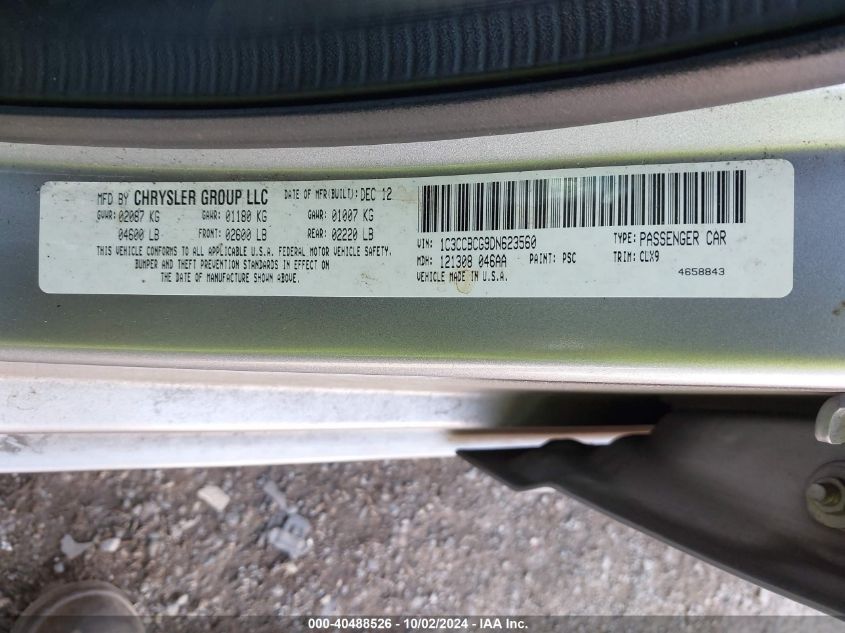 MFD BY CHRYSLER GROUP LLC DATE OF MFR(BUILT): DEC 12
GVWR: 02087 KG GAWR: 01180 KG GAWR: 01007 KG
04600 LB FRONT: 02600 LB REAR: 02220 LB
THIS VEHICLE CONFORMS TO ALL APPLICABLE U.S.A. FEDERAL MOTOR VEHICLE SAFETY,
BUMPER AND THEFT PREVENTION STANDARDS IN EFFECT ON
THE DATE OF MANUFACTURE SHOWN ABOVE.
VIN: 1C3CCBCG9DN623560 TYPE: PASSENGER CAR
MDH: 121308 046AA PAINT: PSC TRIM: CLX9
VEHICLE MADE IN U.S.A. 4658843
000-40488526 - 10/02/2024 - IAA Inc.